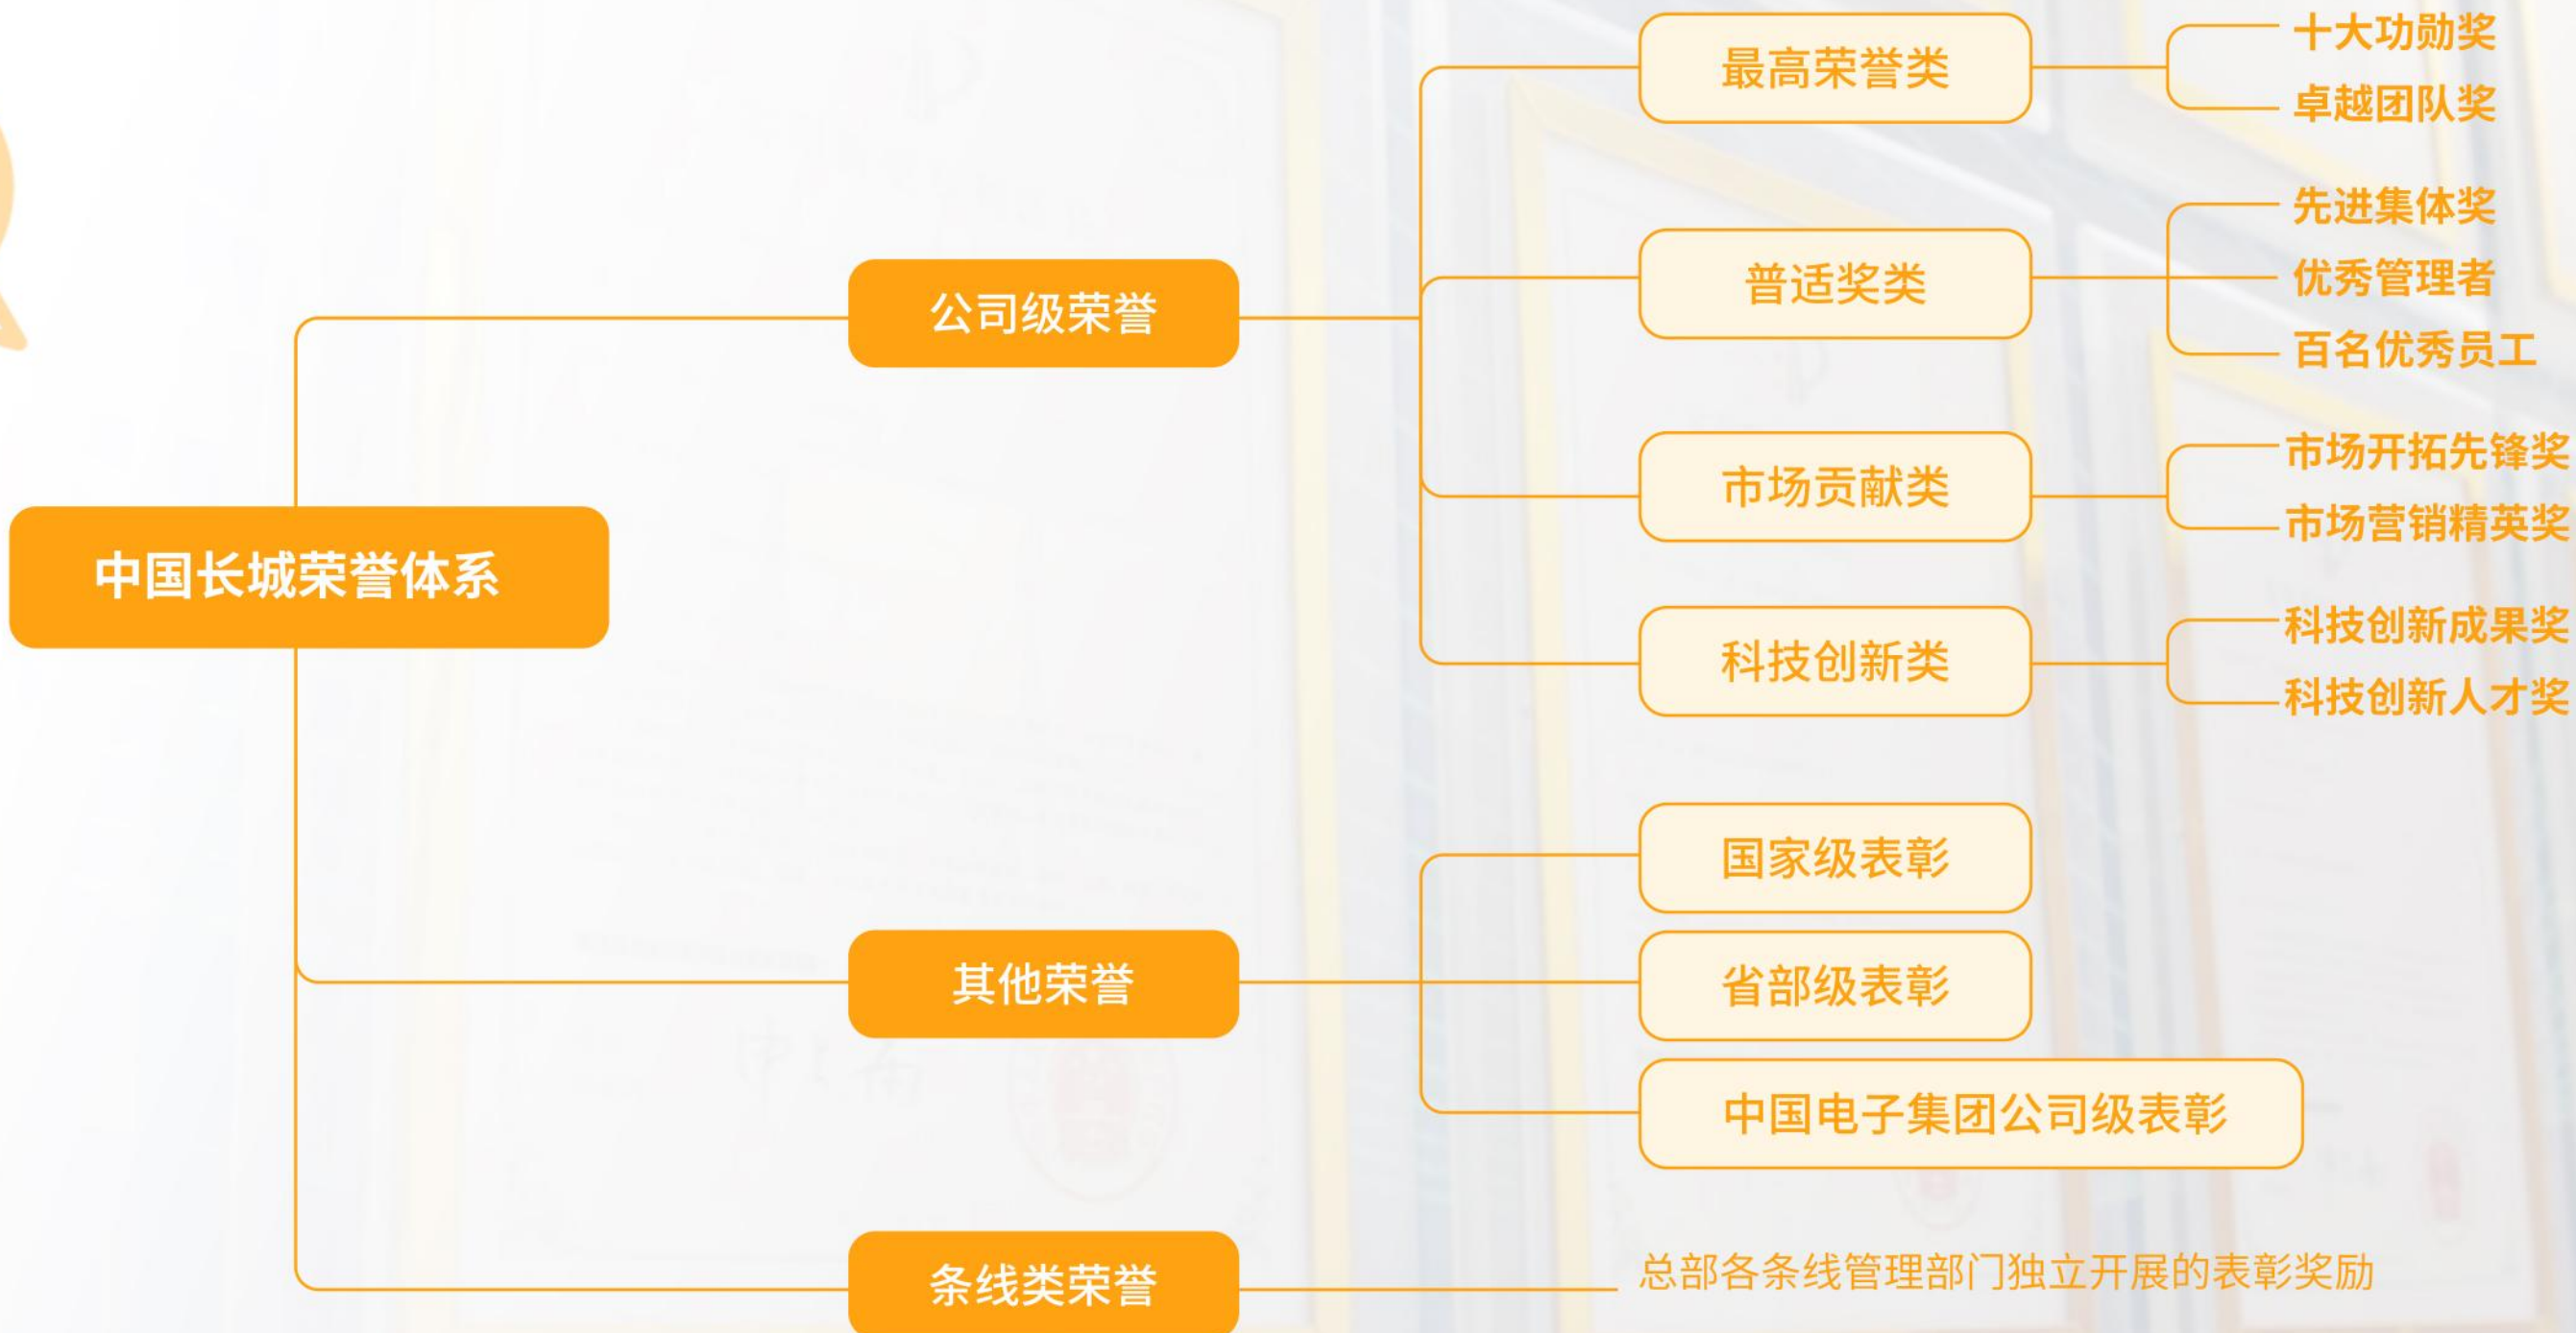 中国长城荣誉体系
公司级荣誉
最高荣誉类
十大功勋奖
卓越团队奖
普适奖类
先进集体奖
优秀管理者
百名优秀员工
市场贡献类
市场开拓先锋奖
市场营销精英奖
科技创新类
科技创新成果奖
科技创新人才奖
其他荣誉
国家级表彰
省部级表彰
中国电子集团公司级表彰
条线类荣誉
总部各条线管理部门独立开展的表彰奖励